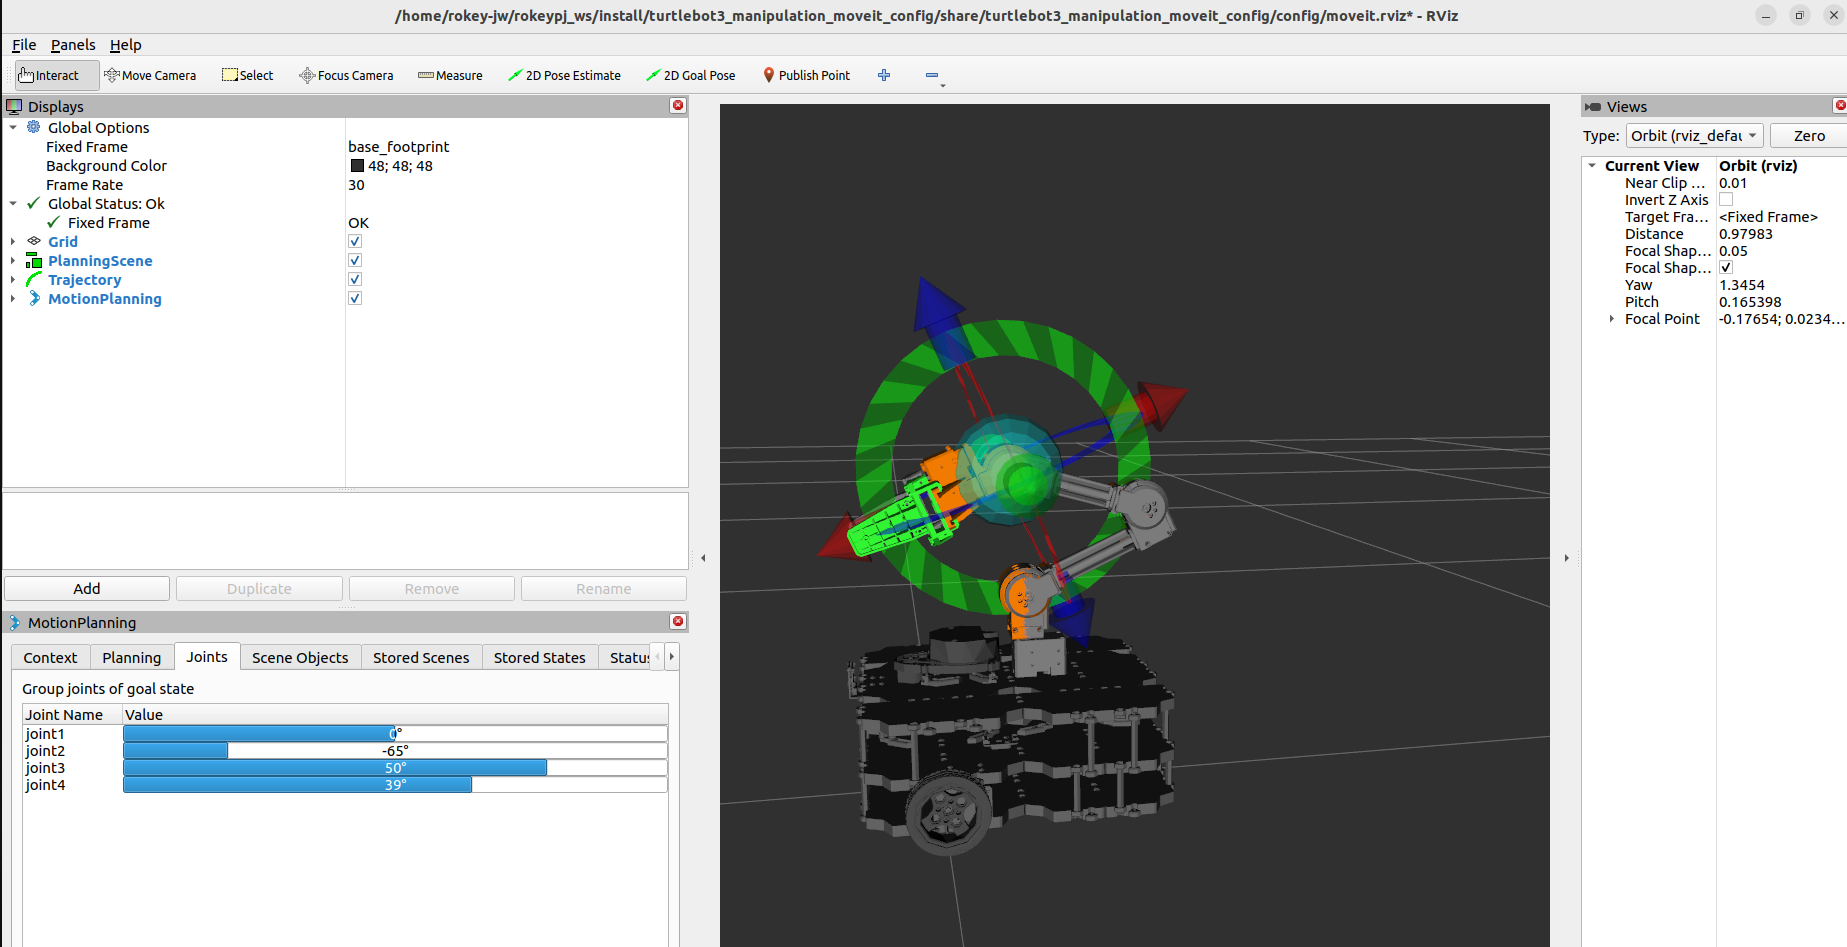 /home/rokey-jw/rokeypj_ws/install/turtlebot3_manipulation_moveit_config/share/turtlebot3_manipulation_moveit_config/config/moveit.rviz* - RViz
File Panels Help
Interact Move Camera Select Focus Camera Measure 2D Pose Estimate 2D Goal Pose Publish Point
Displays
Global Options
Fixed Frame base_footprint
Background Color 48; 48; 48
Frame Rate 30
Global Status: Ok
Fixed Frame OK
Grid
PlanningScene
Trajectory
MotionPlanning
Add Duplicate Remove Rename
MotionPlanning
Context Planning Joints Scene Objects Stored Scenes Stored States Status
Group joints of goal state
Joint Name Value
joint1 0°
joint2 -65°
joint3 50°
joint4 39°
Views
Type: Orbit (rviz_defau Zero
Current View Orbit (rviz)
Near Clip ... 0.01
Invert Z Axis
Target Fra... <Fixed Frame>
Distance 0.97983
Focal Shap... 0.05
Focal Shap...
Yaw 1.3454
Pitch 0.165398
Focal Point -0.17654; 0.0234...